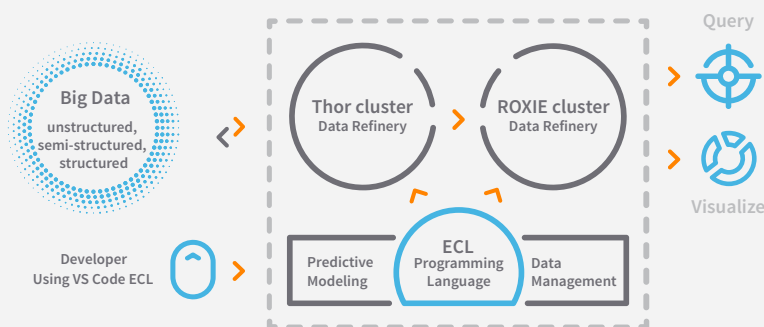 Query
Big Data
unstructured,
semi-structured,
structured
Thor cluster
Data Refinery
ROXIE cluster
Data Refinery
Visualize
Developer
Using VS Code ECL
Predictive
Modeling
ECL
Programming
Language
Data
Management